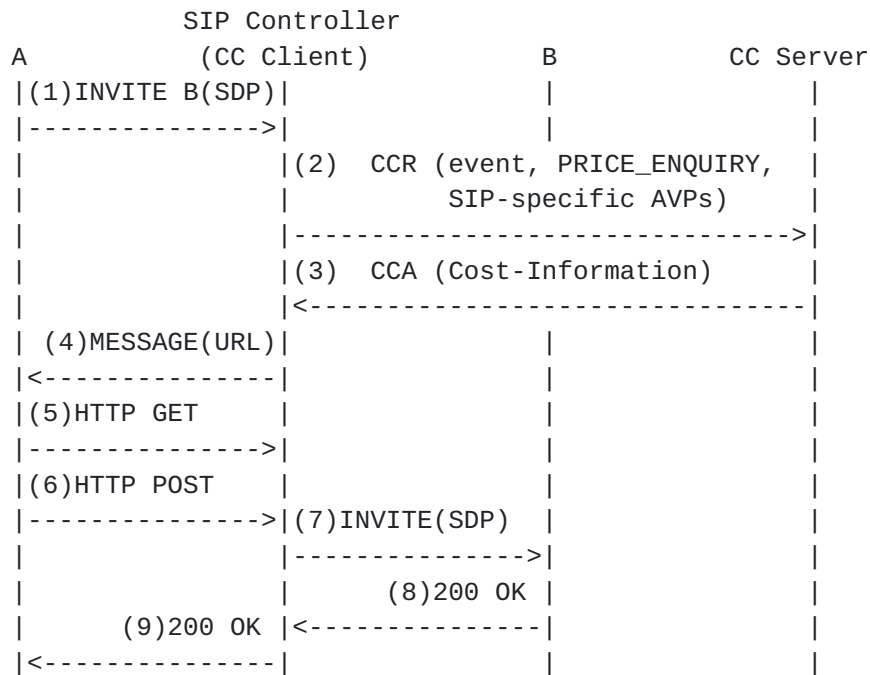 SIP Controller
A (CC Client) B CC Server
|(1)INVITE B(SDP)| | |
|--------------->| | |
| |(2) CCR (event, PRICE_ENQUIRY, |
| | SIP-specific AVPs) |
| |------------------------------->|
| |(3) CCA (Cost-Information) |
| |<-------------------------------|
| (4)MESSAGE(URL)| | |
|<---------------| | |
|(5)HTTP GET | | |
|--------------->| | |
|(6)HTTP POST | | |
|--------------->|(7)INVITE(SDP) | |
| |--------------->| |
| | (8)200 OK | |
| (9)200 OK |<---------------| |
|<---------------| | |